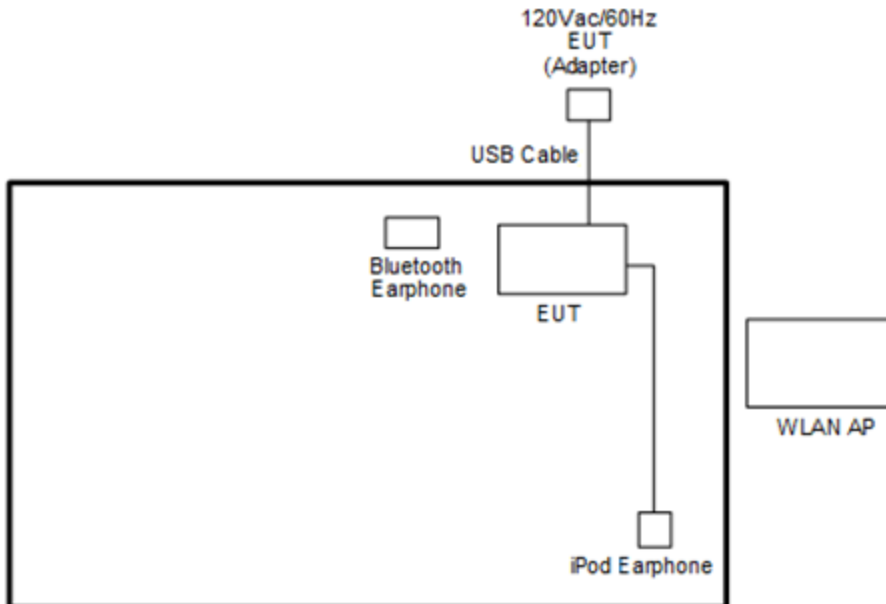 120Vac/60Hz
EUT
(Adapter)
USB Cable
Bluetooth
Earphone
EUT
WLAN AP
iPod Earphone